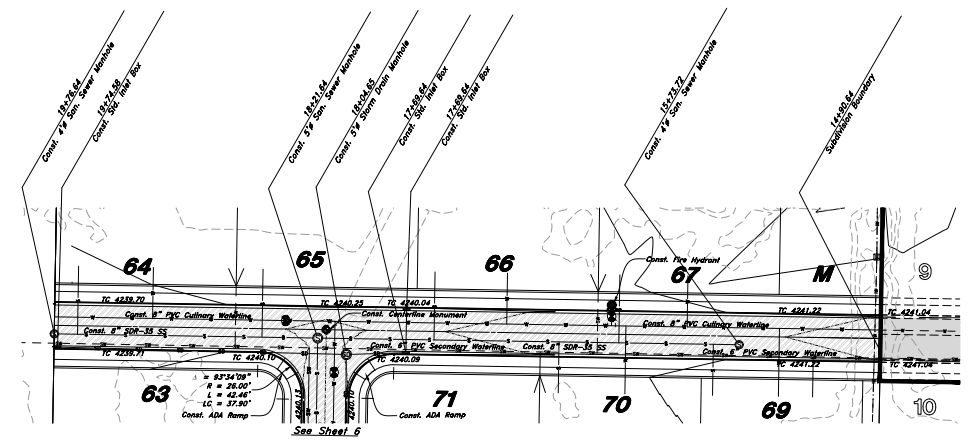 19+76.64
Const. 4'ø San. Sewer Manhole
19+74.58
Const. Std. Inlet Box
18+21.64
Const. 5'ø San. Sewer Manhole
18+04.65
Const. 5'ø Storm Drain Manhole
17+69.64
Const. Std. Inlet Box
17+69.64
Const. Std. Inlet Box
15+73.72
Const. 4'ø San. Sewer Manhole
14+90.64
Subdivision Boundary
64
65
66
Const. Fire Hydrant
67
M
9
TC 4239.70
TC 4240.25
TC 4240.04
TC 4241.22
TC 4241.04
Const. 8" PVC Culinary Waterline
Const. Centerline Monument
Const. 8" PVC Culinary Waterline
Const. 8" SDR-35 SS
Const. 6" PVC Secondary Waterline
Const. 8" SDR-35 SS
Const. 6" PVC Secondary Waterline
TC 4239.71
TC 4240.10
TC 4240.09
TC 4241.22
TC 4241.04
63
= 93°34'09"
R = 26.00'
L = 42.46'
LC = 37.90'
Const. ADA Ramp
4240.13
4240.10
Const. ADA Ramp
71
70
69
10
See Sheet 6